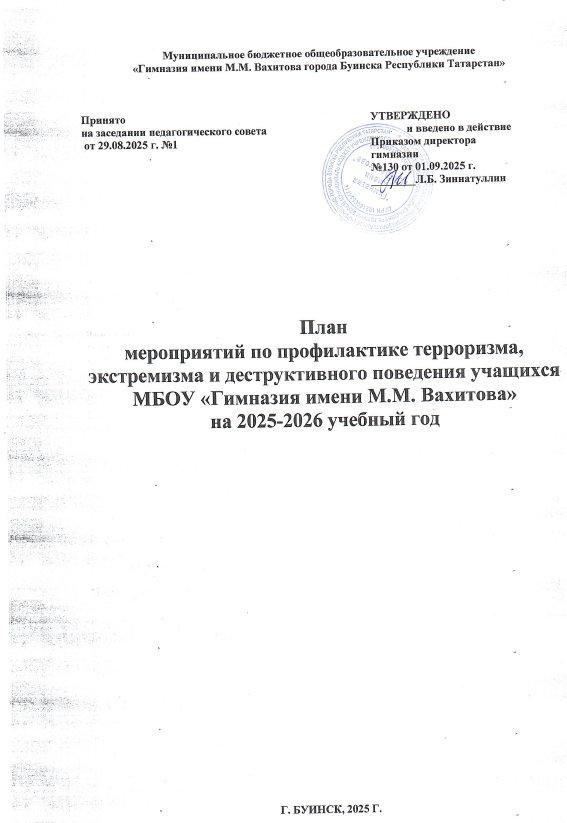 Муниципальное бюджетное общеобразовательное учреждение
«Гимназия имени М.М. Вахитова города Буинска Республики Татарстан»
Принято
на заседании педагогического совета
от 29.08.2025 г. №1
УТВЕРЖДЕНО
и введено в действие
Приказом директора
гимназии
№130 от 01.09.2025 г.
Л.Б. Зиннатуллин
План
мероприятий по профилактике терроризма,
экстремизма и деструктивного поведения учащихся
МБОУ «Гимназия имени М.М. Вахитова»
на 2025-2026 учебный год
Г. БУИНСК, 2025 Г.